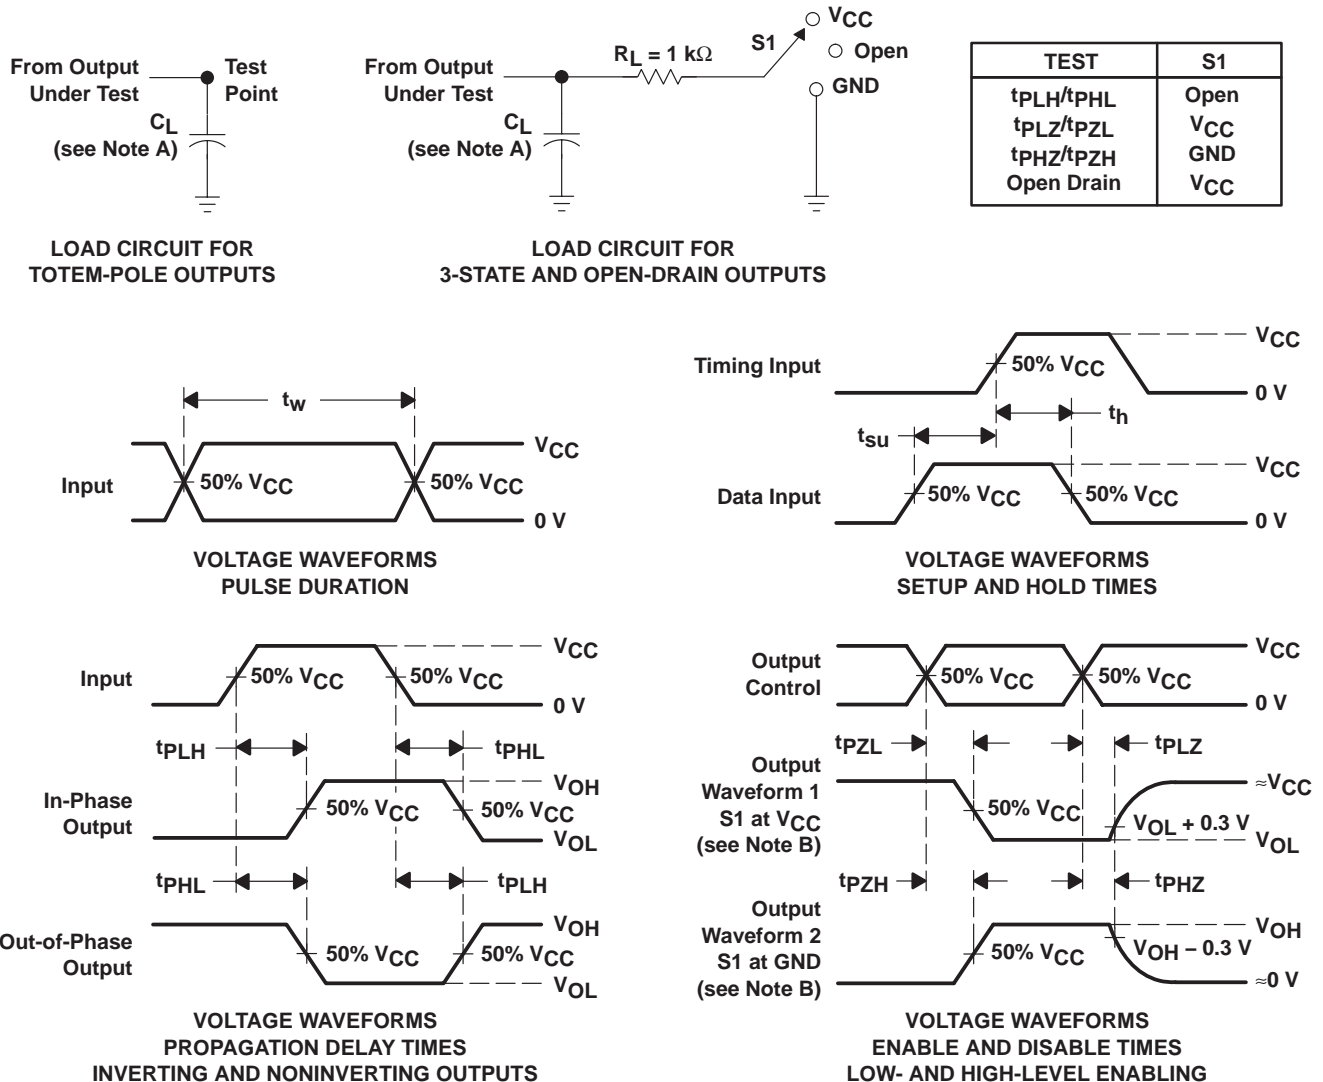 From Output
Under Test
Test
Point
CL
(see Note A)
LOAD CIRCUIT FOR
TOTEM-POLE OUTPUTS
From Output
Under Test
RL = 1 kΩ
S1
VCC
Open
GND
CL
(see Note A)
LOAD CIRCUIT FOR
3-STATE AND OPEN-DRAIN OUTPUTS
TEST S1
tPLH/tPHL Open
tPLZ/tPZL VCC
tPHZ/tPZH GND
Open Drain VCC
tw
Input
50% VCC
50% VCC
VCC
0 V
VOLTAGE WAVEFORMS
PULSE DURATION
Timing Input
50% VCC
VCC
0 V
th
tsu
Data Input
50% VCC
50% VCC
VCC
0 V
VOLTAGE WAVEFORMS
SETUP AND HOLD TIMES
Input
50% VCC
50% VCC
VCC
0 V
tPLH
tPHL
In-Phase
Output
50% VCC
50% VCC
VOH
VOL
tPHL
tPLH
Out-of-Phase
Output
50% VCC
50% VCC
VOH
VOL
VOLTAGE WAVEFORMS
PROPAGATION DELAY TIMES
INVERTING AND NONINVERTING OUTPUTS
Output
Control
50% VCC
50% VCC
VCC
0 V
tPZL
tPLZ
Output
Waveform 1
S1 at VCC
(see Note B)
50% VCC
≈VCC
VOL + 0.3 V
VOL
tPZH
tPHZ
Output
Waveform 2
S1 at GND
(see Note B)
50% VCC
VOH
VOH − 0.3 V
≈0 V
VOLTAGE WAVEFORMS
ENABLE AND DISABLE TIMES
LOW- AND HIGH-LEVEL ENABLING